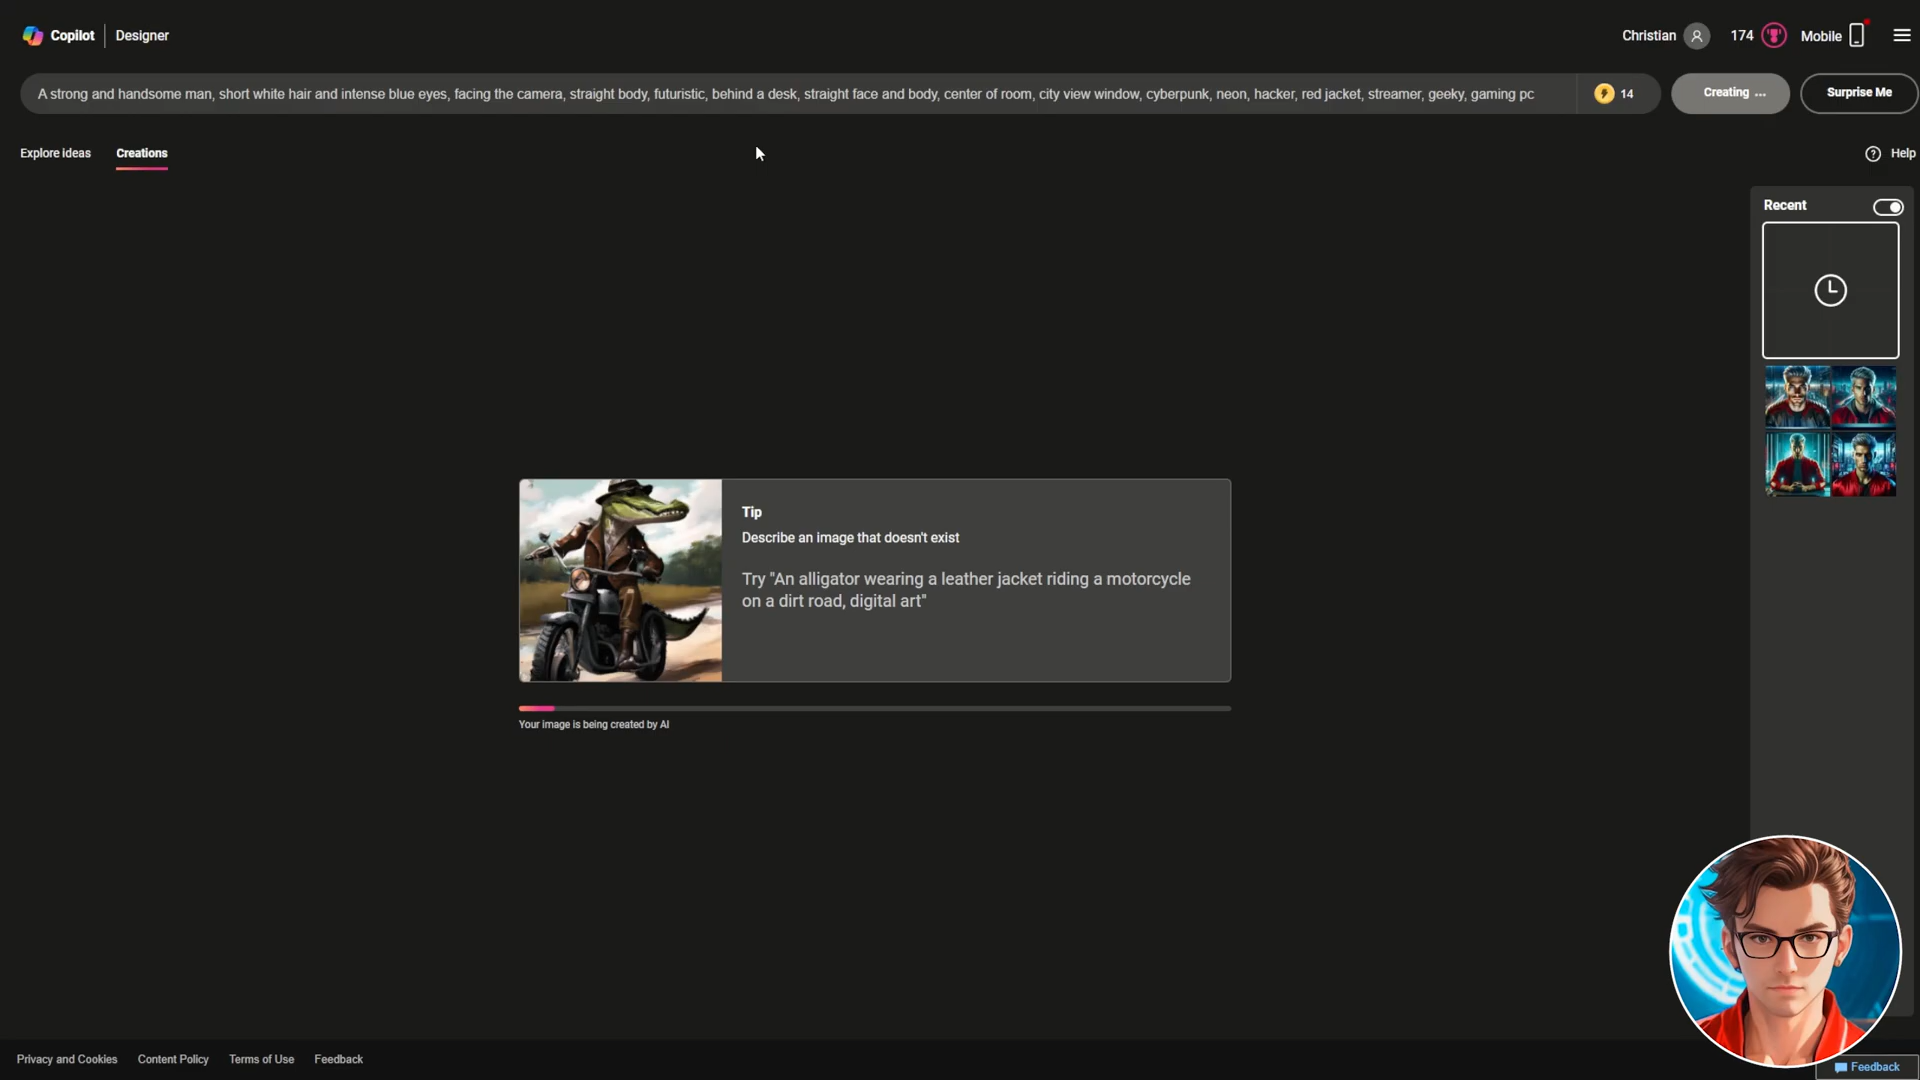 Copilot | Designer
Christian
174
Mobile
A strong and handsome man, short white hair and intense blue eyes, facing the camera, straight body, futuristic, behind a desk, straight face and body, center of room, city view window, cyberpunk, neon, hacker, red jacket, streamer, geeky, gaming pc
14
Creating ...
Surprise Me
Explore ideas
Creations
Help
Recent
Tip
Describe an image that doesn't exist
Try "An alligator wearing a leather jacket riding a motorcycle
on a dirt road, digital art"
Your image is being created by AI
Privacy and Cookies
Content Policy
Terms of Use
Feedback
Feedback